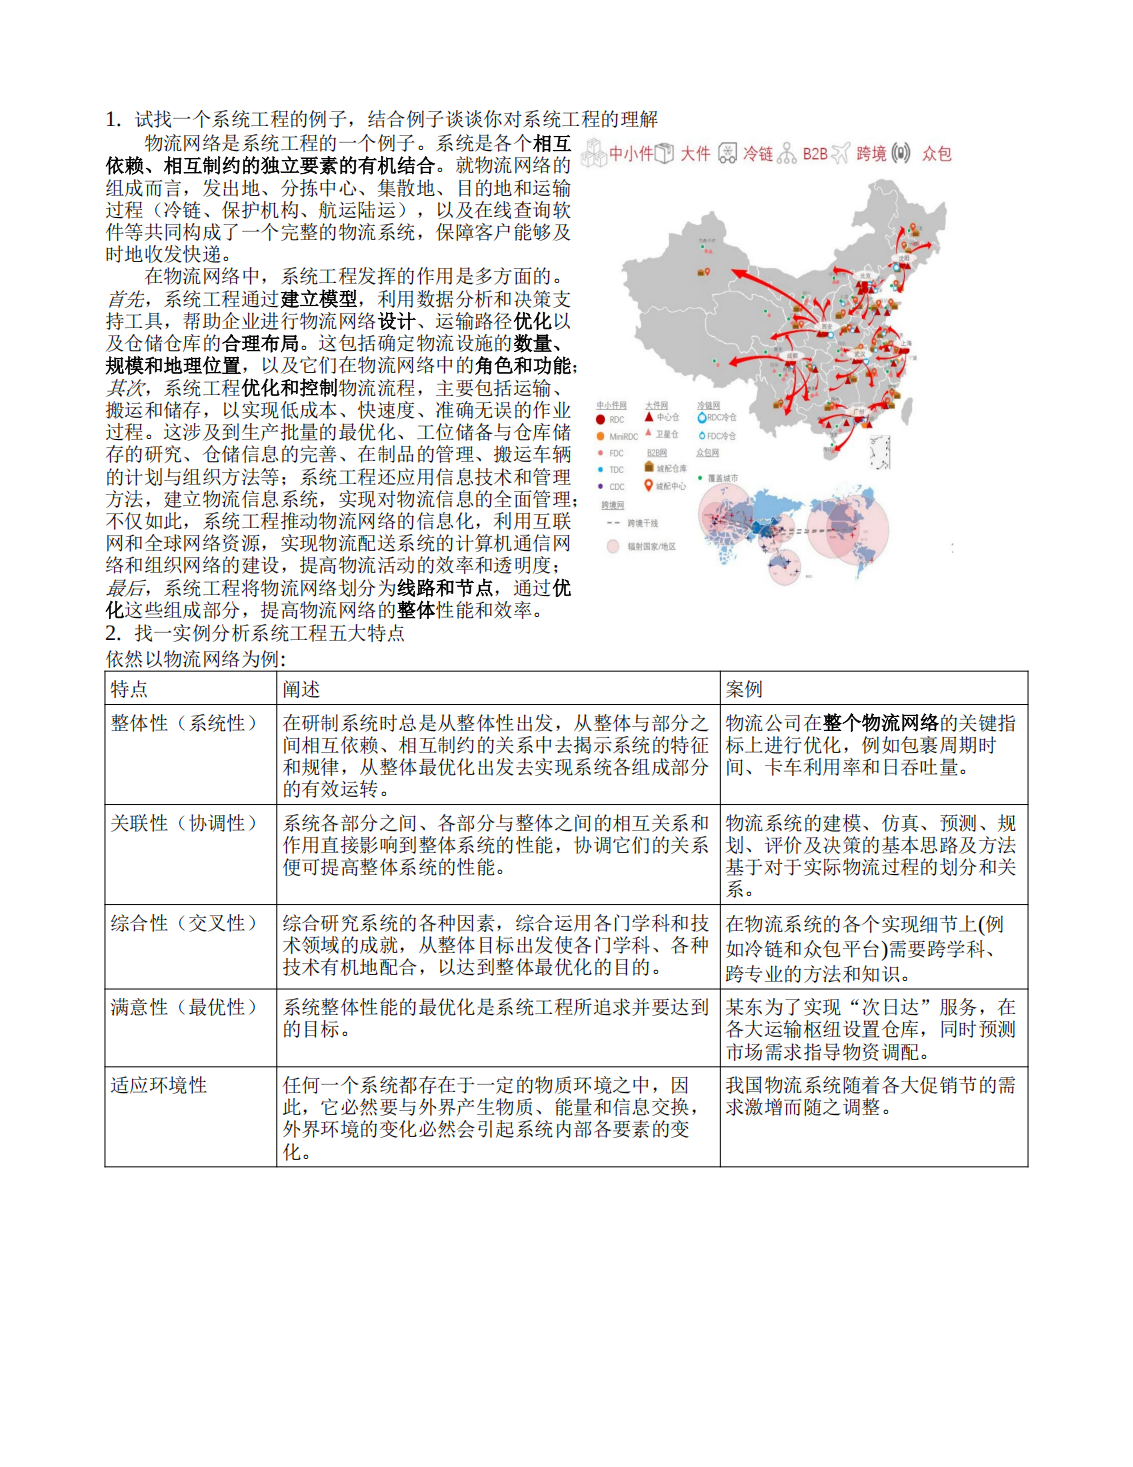 1. 试找一个系统工程的例子，结合例子谈谈你对系统工程的理解
物流网络是系统工程的一个例子。系统是各个相互
依赖、相互制约的独立要素的有机结合。就物流网络的
组成而言，发出地、分拣中心、集散地、目的地和运输
过程（冷链、保护机构、航运陆运），以及在线查询软
件等共同构成了一个完整的物流系统，保障客户能够及
时地收发快递。
在物流网络中，系统工程发挥的作用是多方面的。
首先，系统工程通过建立模型，利用数据分析和决策支
持工具，帮助企业进行物流网络设计、运输路径优化以
及仓储仓库的合理布局。这包括确定物流设施的数量、
规模和地理位置，以及它们在物流网络中的角色和功能；
其次，系统工程优化和控制物流流程，主要包括运输、
搬运和储存，以实现低成本、快速度、准确无误的作业
过程。这涉及到生产批量的最优化、工位储备与仓库储
存的研究、仓储信息的完善、在制品的管理、搬运车辆
的计划与组织方法等；系统工程还应用信息技术和管理
方法，建立物流信息系统，实现对物流信息的全面管理；
不仅如此，系统工程推动物流网络的信息化，利用互联
网和全球网络资源，实现物流配送系统的计算机通信网
络和组织网络的建设，提高物流活动的效率和透明度；
最后，系统工程将物流网络划分为线路和节点，通过优
化这些组成部分，提高物流网络的整体性能和效率。
中小件 大件 冷链 B2B 跨境 众包
北京
沈阳
西安
成都
武汉
上海
广州
中小件网 大件网 冷链网
RDC 中心仓 RDC冷仓
MiniRDC 卫星仓 FDC冷仓
FDC B2B网 众包网
TDC 城配仓库 覆盖城市
CDC 城配中心
跨境网
跨境干线
辐射国家/地区
2. 找一实例分析系统工程五大特点
依然以物流网络为例:
特点 阐述 案例
整体性（系统性）
在研制系统时总是从整体性出发，从整体与部分之
间相互依赖、相互制约的关系中去揭示系统的特征
和规律，从整体最优化出发去实现系统各组成部分
的有效运转。
物流公司在整个物流网络的关键指
标上进行优化，例如包裹周期时
间、卡车利用率和日吞吐量。
关联性（协调性）
系统各部分之间、各部分与整体之间的相互关系和
作用直接影响到整体系统的性能，协调它们的关系
便可提高整体系统的性能。
物流系统的建模、仿真、预测、规
划、评价及决策的基本思路及方法
基于对于实际物流过程的划分和关
系。
综合性（交叉性）
综合研究系统的各种因素，综合运用各门学科和技
术领域的成就，从整体目标出发使各门学科、各种
技术有机地配合，以达到整体最优化的目的。
在物流系统的各个实现细节上(例
如冷链和众包平台)需要跨学科、
跨专业的方法和知识。
满意性（最优性）
系统整体性能的最优化是系统工程所追求并要达到
的目标。
某东为了实现“次日达”服务，在
各大运输枢纽设置仓库，同时预测
市场需求指导物资调配。
适应环境性
任何一个系统都存在于一定的物质环境之中，因
此，它必然要与外界产生物质、能量和信息交换，
外界环境的变化必然会引起系统内部各要素的变
化。
我国物流系统随着各大促销节的需
求激增而随之调整。